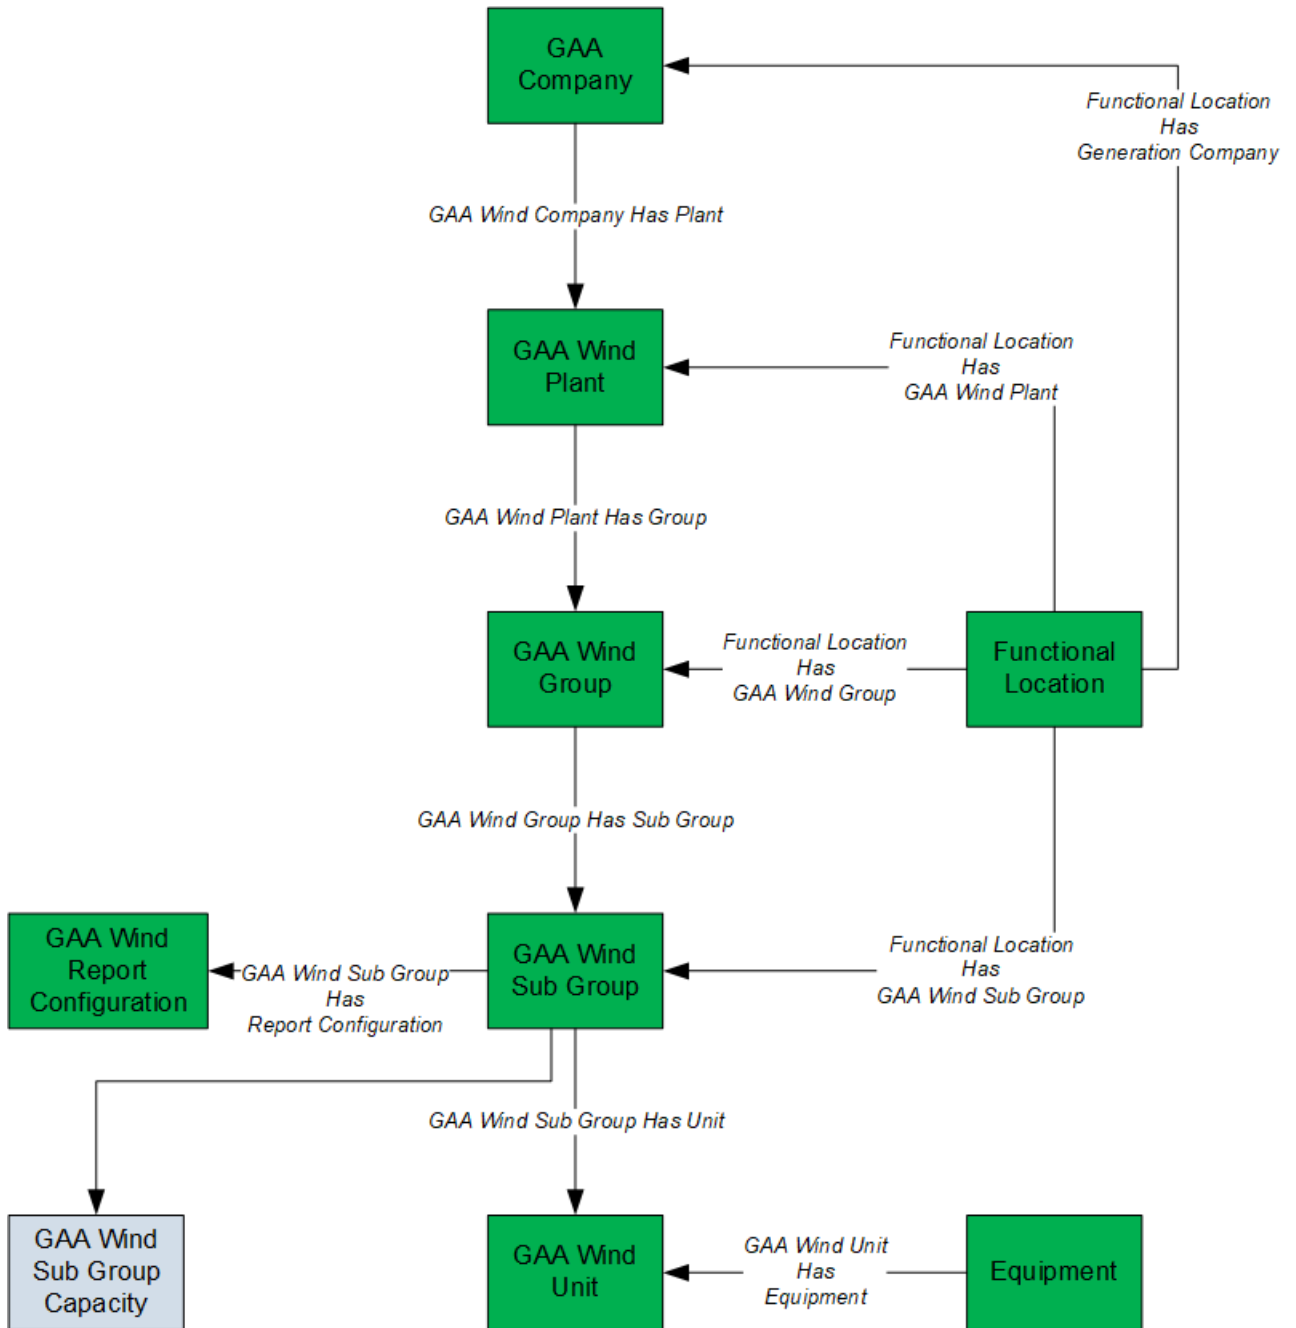 GAA
Company
Functional Location
Has
Generation Company
GAA Wind Company Has Plant
GAA Wind
Plant
Functional Location
Has
GAA Wind Plant
GAA Wind Plant Has Group
GAA Wind
Group
Functional Location
Has
GAA Wind Group
Functional
Location
GAA Wind Group Has Sub Group
GAA Wind
Report
Configuration
GAA Wind Sub Group
Has
Report Configuration
GAA Wind
Sub Group
Functional Location
Has
GAA Wind Sub Group
GAA Wind Sub Group Has Unit
GAA Wind
Sub Group
Capacity
GAA Wind
Unit
GAA Wind Unit
Has
Equipment
Equipment